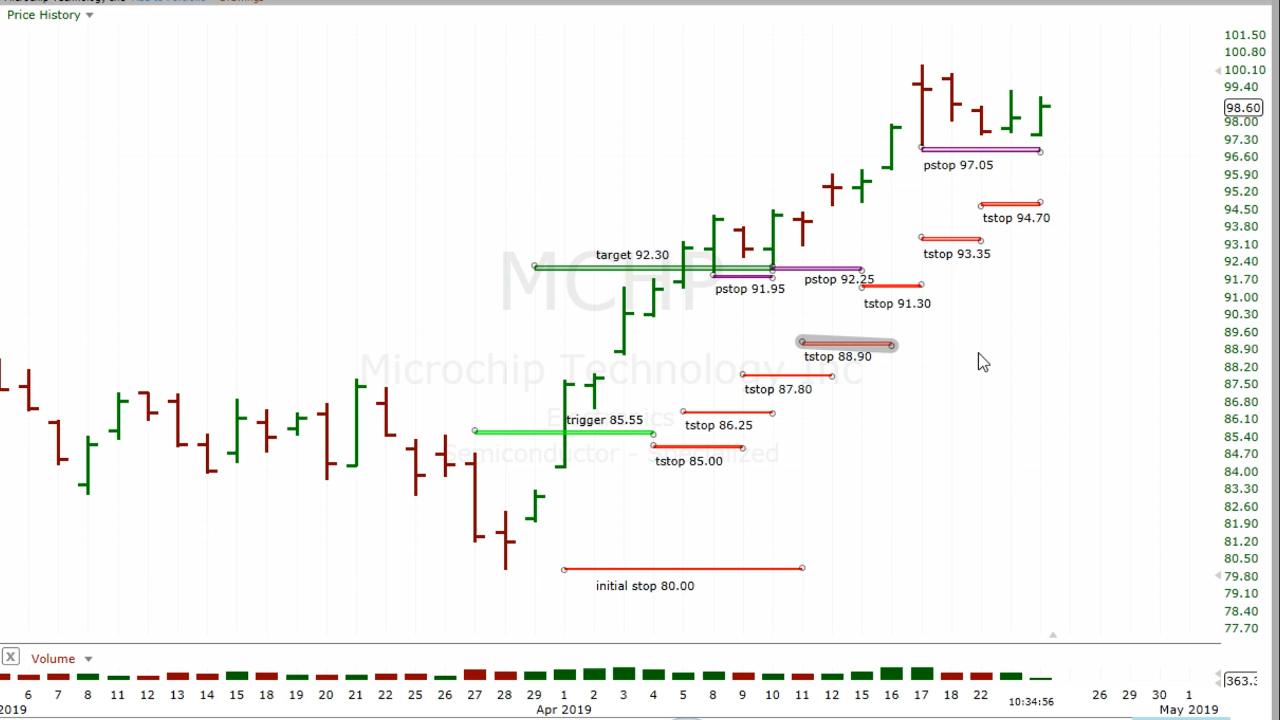 Price History
101.50
100.80
100.10
99.40
98.60
98.00
97.30
96.60
95.90
95.20
94.50
93.80
93.10
92.40
91.70
91.00
90.30
89.60
88.90
88.20
87.50
86.80
86.10
85.40
84.70
84.00
83.30
82.60
81.90
81.20
80.50
79.80
79.10
78.40
77.70
pstop 97.05
tstop 94.70
tstop 93.35
target 92.30
pstop 91.95
pstop 92.25
tstop 91.30
MCHP
tstop 88.90
Microchip Technology, Inc
tstop 87.80
trigger 85.55
tstop 86.25
tstop 85.00
Semiconductor - Specialized
initial stop 80.00
X Volume
363.
6 7 8 11 12 13 14 15 18 19 20 21 22 25 26 27 28 29 1 2 3 4 5 8 9 10 11 12 15 16 17 18 22 26 29 30 1
10:34:56
2019 Apr 2019 May 2019